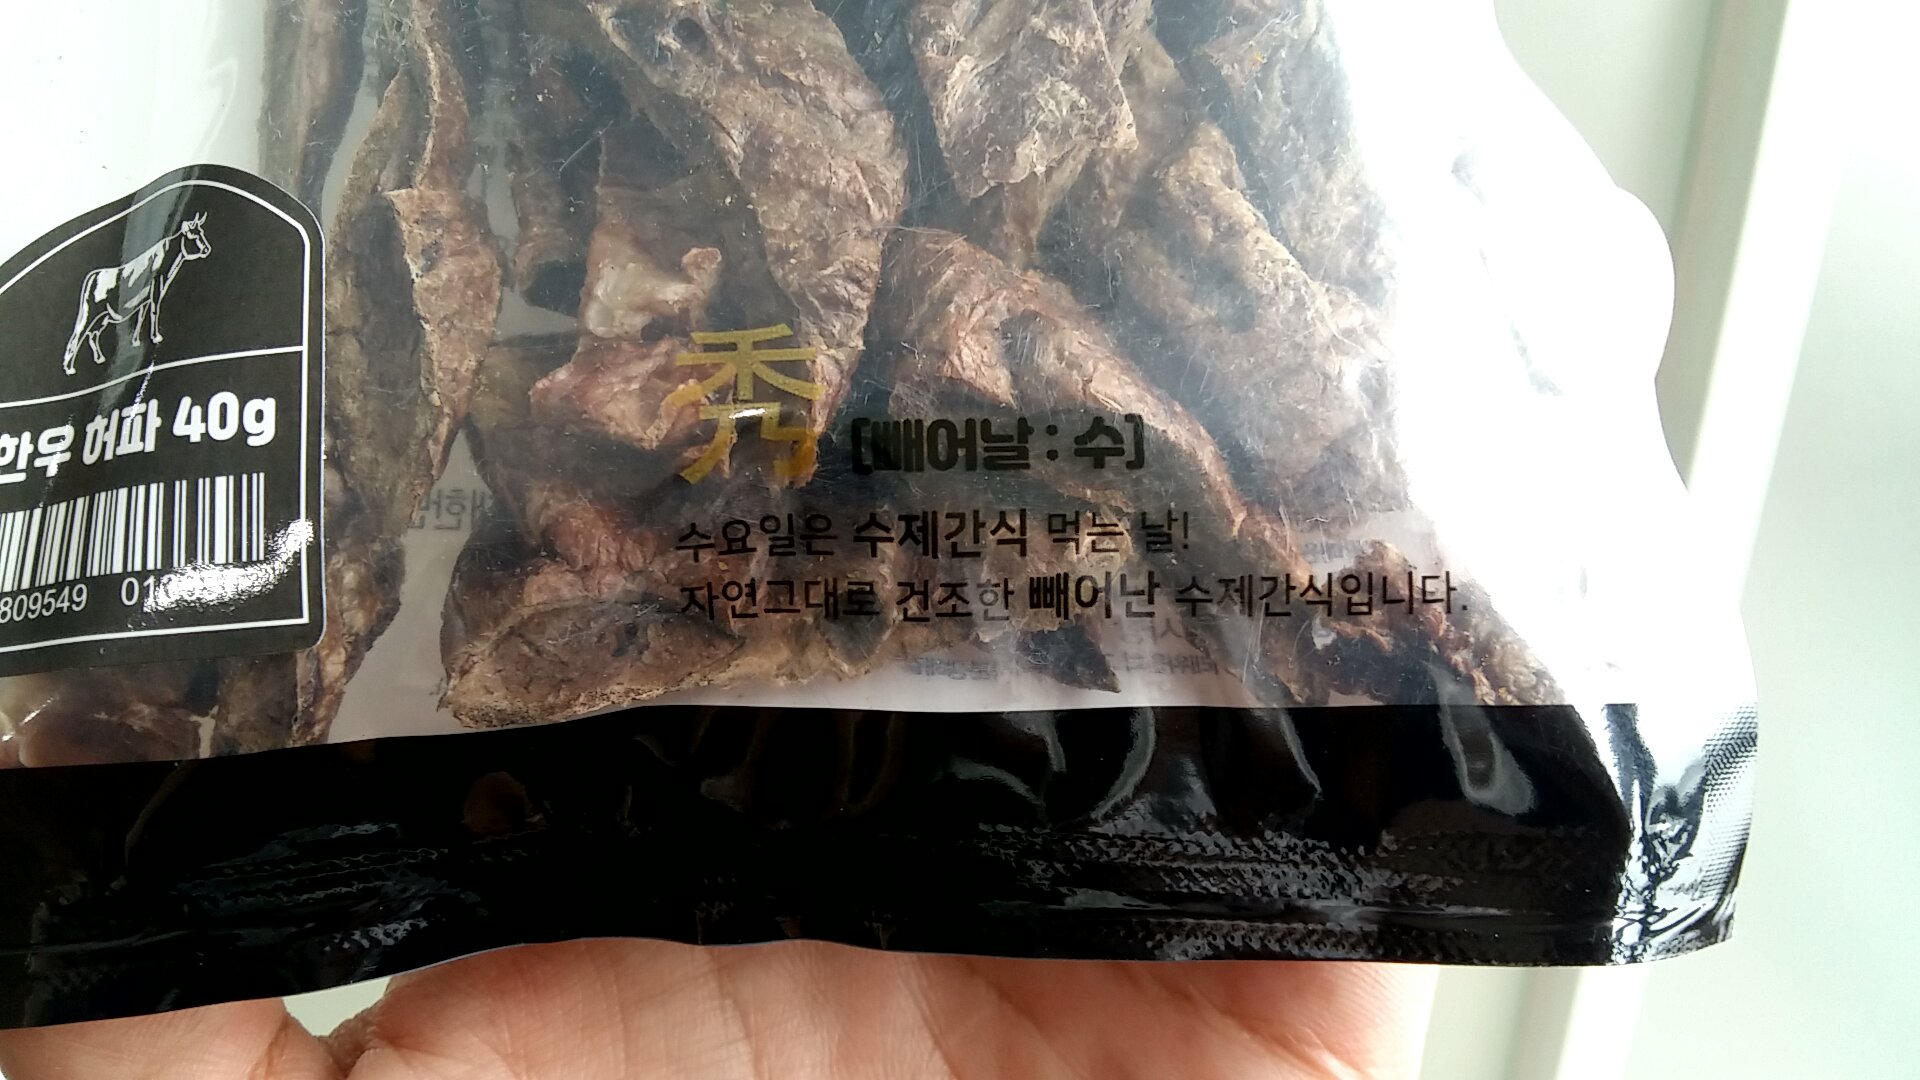 한우 허파 40g
809549
秀 [빼어날 : 수]
수요일은 수제간식 먹는 날!
자연그대로 건조한 빼어난 수제간식입니다.